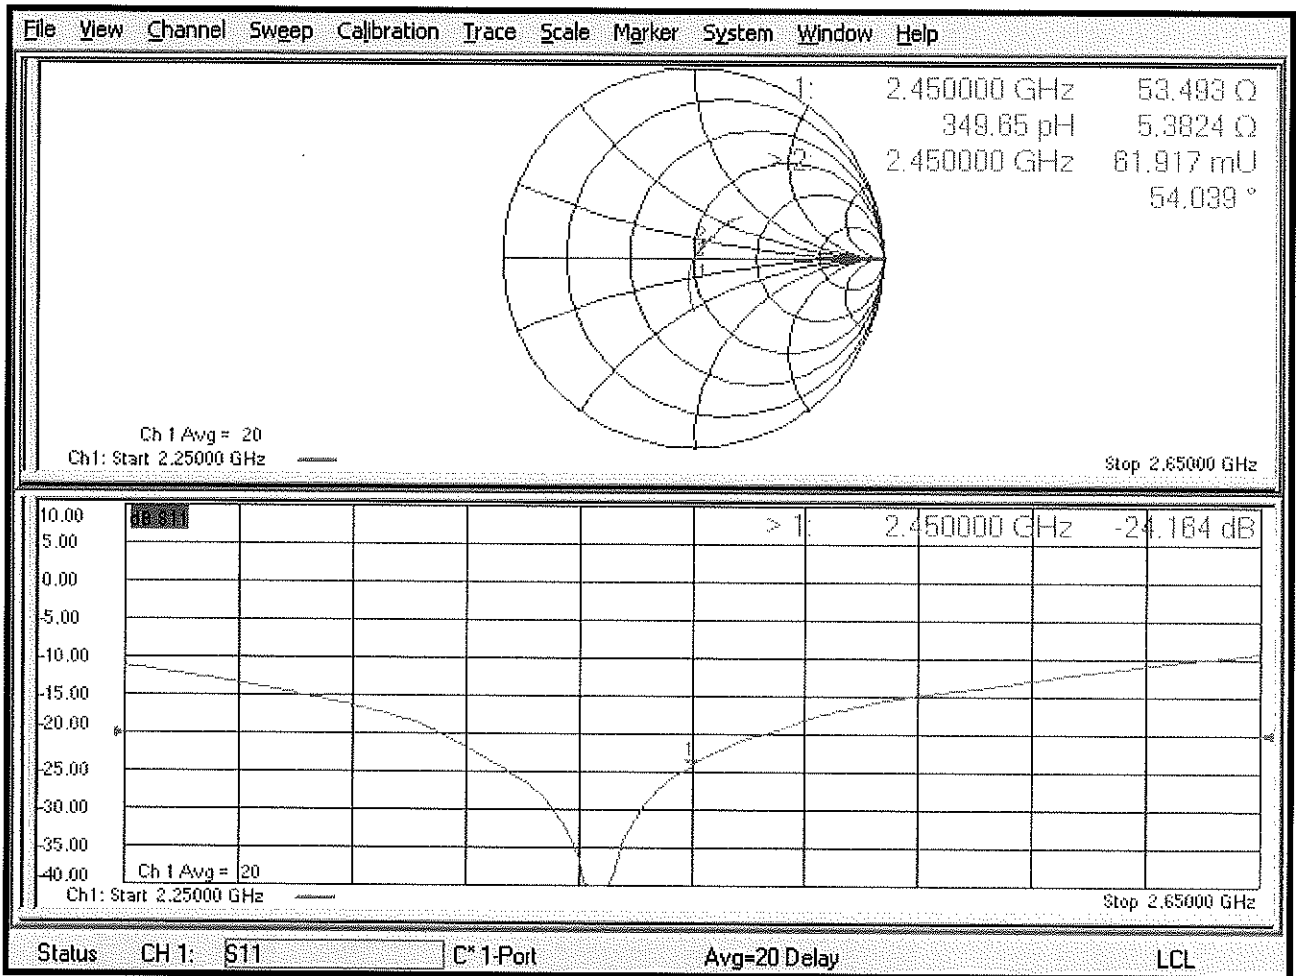 File View Channel Sweep Calibration Trace Scale Marker System Window Help
1: 2.450000 GHz 53.493 Ω
349.65 pH 5.3824 Ω
> 2: 2.450000 GHz 61.917 mU
54.039 °
Ch 1 Avg = 20
Ch1: Start 2.25000 GHz
Stop 2.65000 GHz
10.00
dB S11
> 1: 2.450000 GHz -24.164 dB
5.00
0.00
-5.00
-10.00
-15.00
-20.00
1
-25.00
-30.00
-35.00
-40.00
Ch 1 Avg = 20
Ch1: Start 2.25000 GHz
Stop 2.65000 GHz
Status CH 1: S11 C* 1-Port Avg=20 Delay LCL